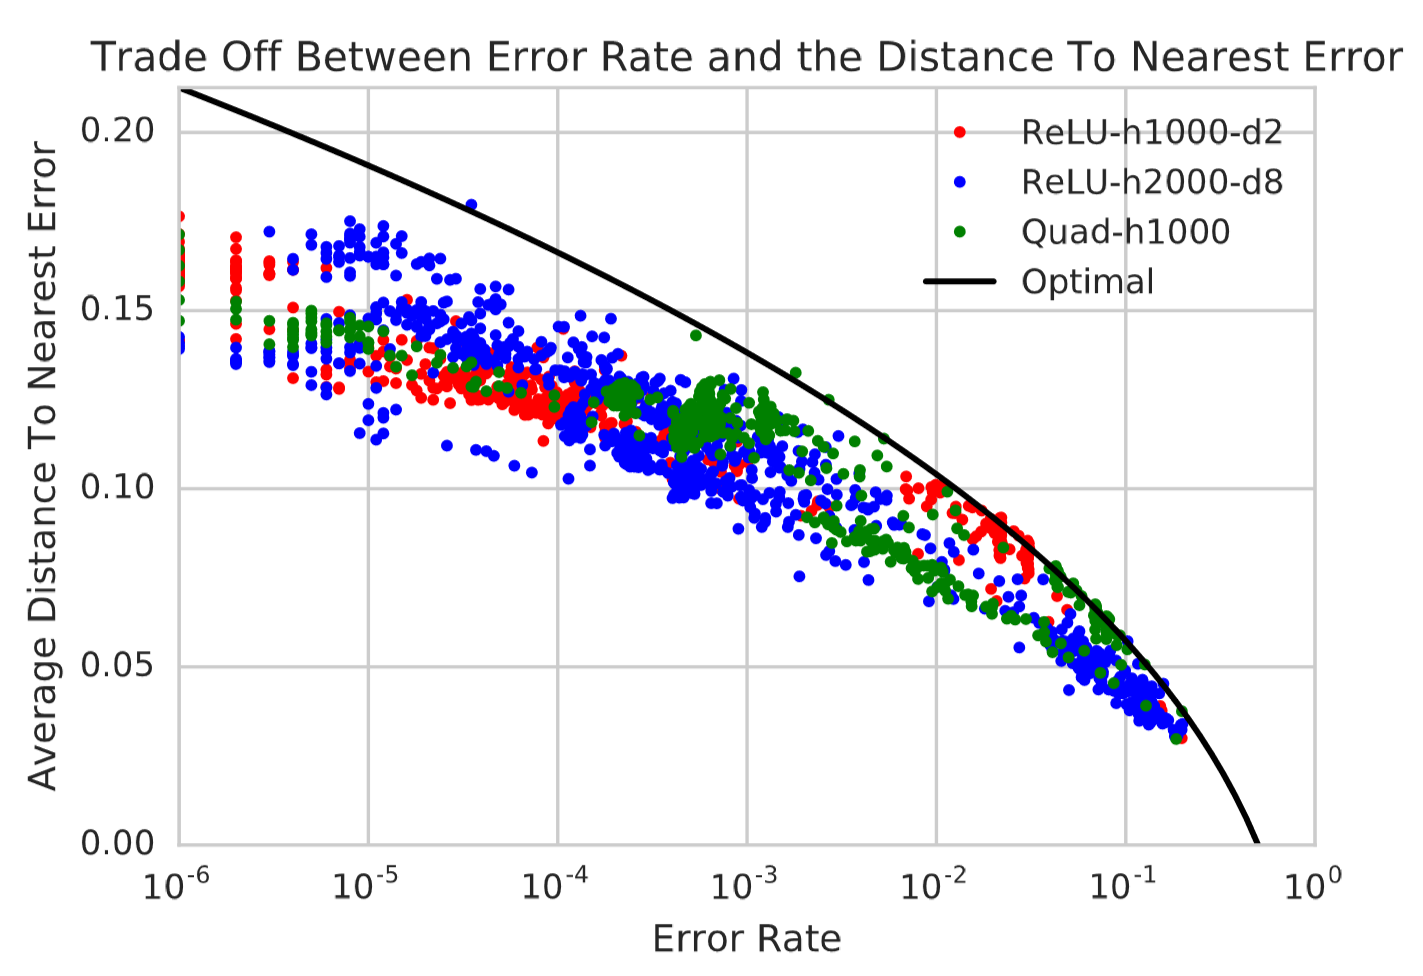 Trade Off Between Error Rate and the Distance To Nearest Error
Average Distance To Nearest Error
0.20
0.15
0.10
0.05
0.00
ReLU-h1000-d2
ReLU-h2000-d8
Quad-h1000
Optimal
10^-6 10^-5 10^-4 10^-3 10^-2 10^-1 10^0
Error Rate